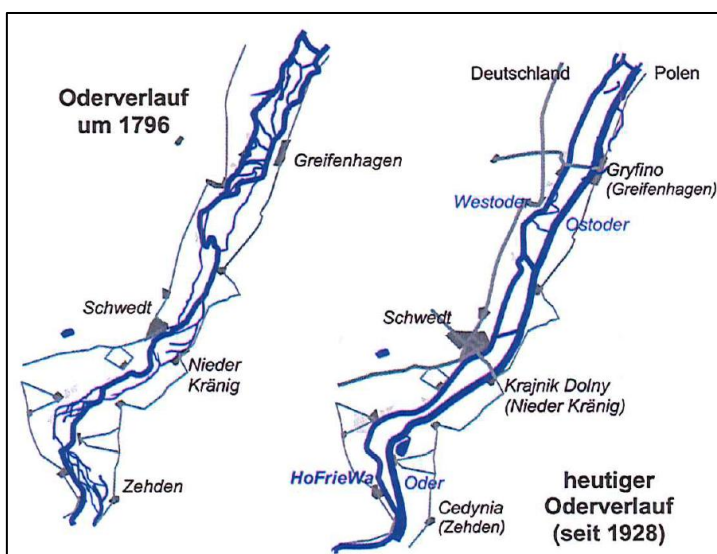 Oderverlauf
um 1796
Greifenhagen
Schwedt
Nieder
Kränig
Zehden
Deutschland
Polen
Gryfino
(Greifenhagen)
Westoder
Ostoder
Schwedt
Krajnik Dolny
(Nieder Kränig)
HoFrieWa
Oder
Cedynia
(Zehden)
heutiger
Oderverlauf
(seit 1928)